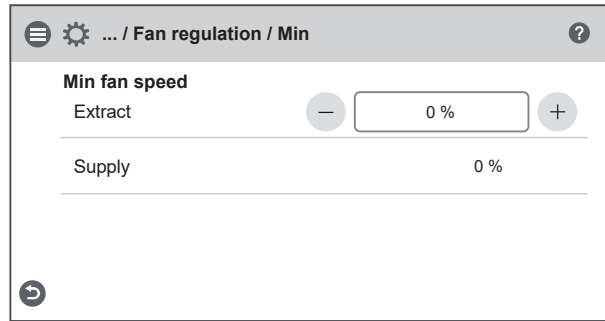 ... / Fan regulation / Min ?
Min fan speed
Extract − 0 % +
Supply 0 %